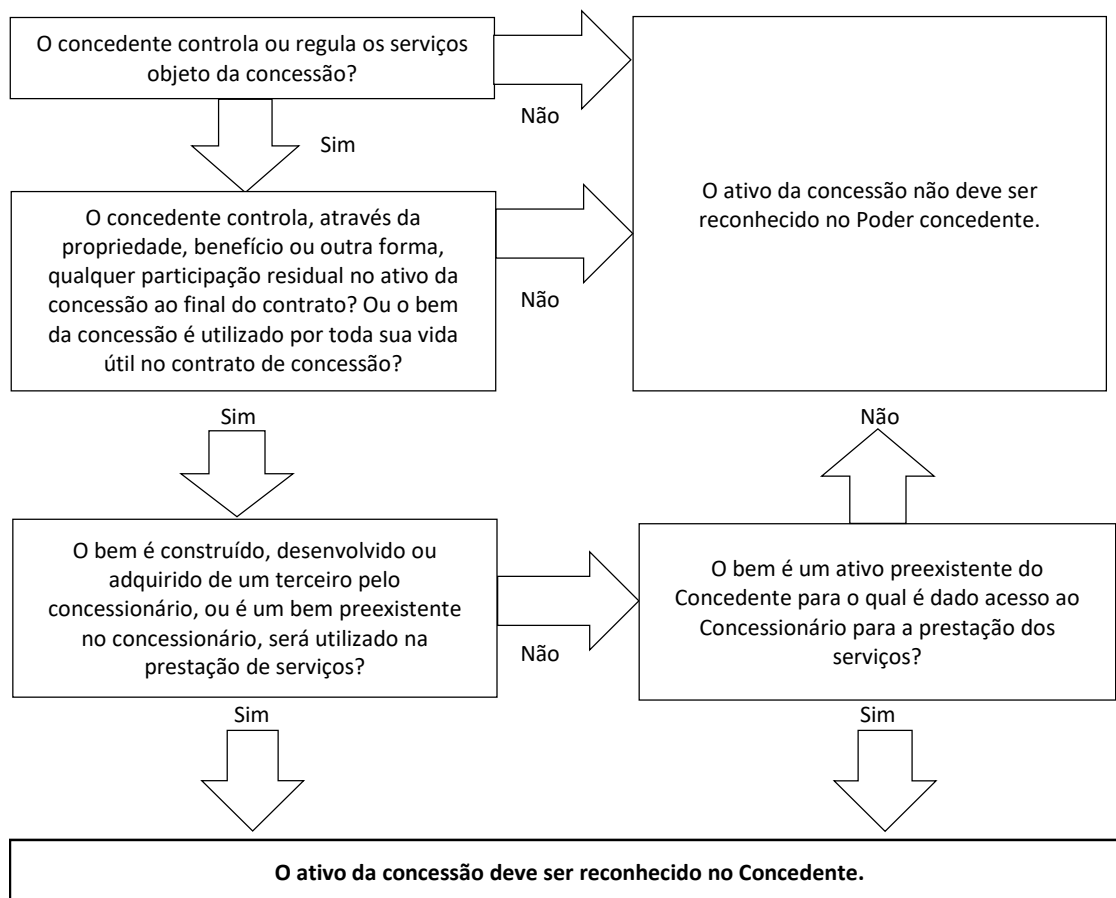 O concedente controla ou regula os serviços
objeto da concessão?
Não
Sim
O ativo da concessão não deve ser
reconhecido no Poder concedente.
O concedente controla, através da
propriedade, benefício ou outra forma,
qualquer participação residual no ativo da
concessão ao final do contrato? Ou o bem
da concessão é utilizado por toda sua vida
útil no contrato de concessão?
Não
Sim
Não
O bem é construído, desenvolvido ou
adquirido de um terceiro pelo
concessionário, ou é um bem preexistente
no concessionário, será utilizado na
prestação de serviços?
Não
O bem é um ativo preexistente do
Concedente para o qual é dado acesso ao
Concessionário para a prestação dos
serviços?
Sim
Sim
O ativo da concessão deve ser reconhecido no Concedente.